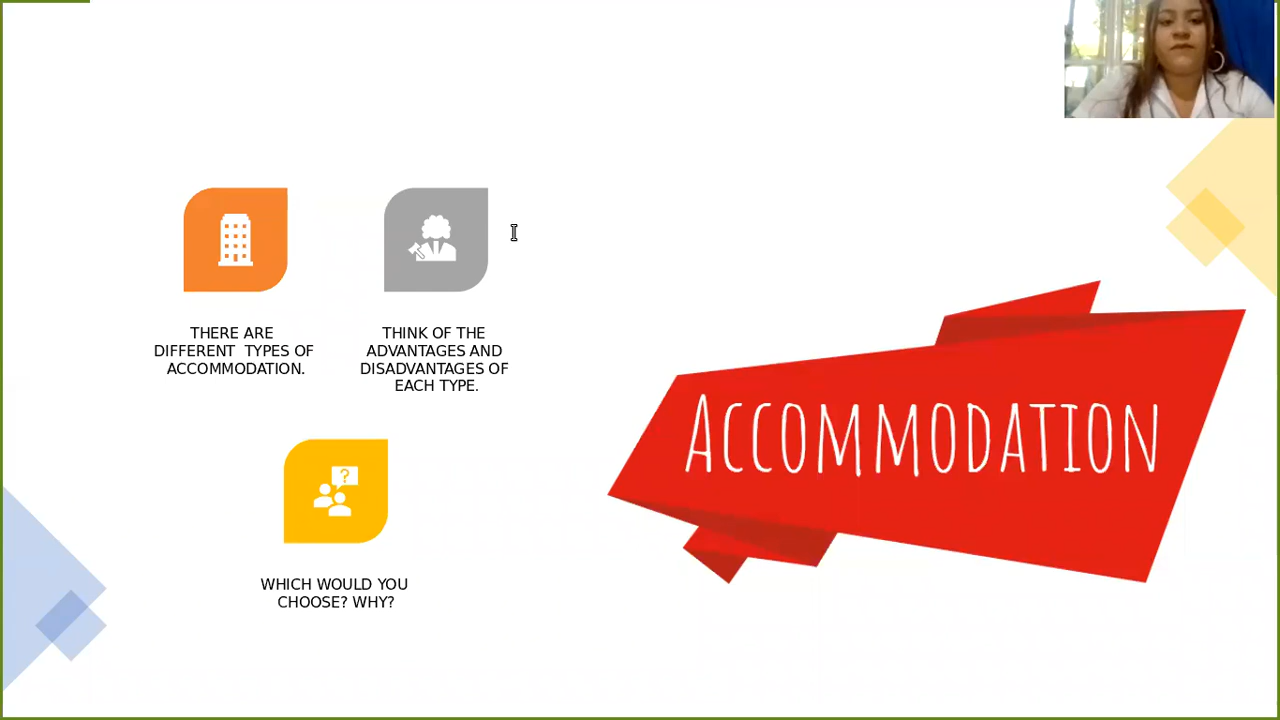 THERE ARE
DIFFERENT TYPES OF
ACCOMMODATION.
THINK OF THE
ADVANTAGES AND
DISADVANTAGES OF
EACH TYPE.
?
WHICH WOULD YOU
CHOOSE? WHY?
ACCOMMODATION